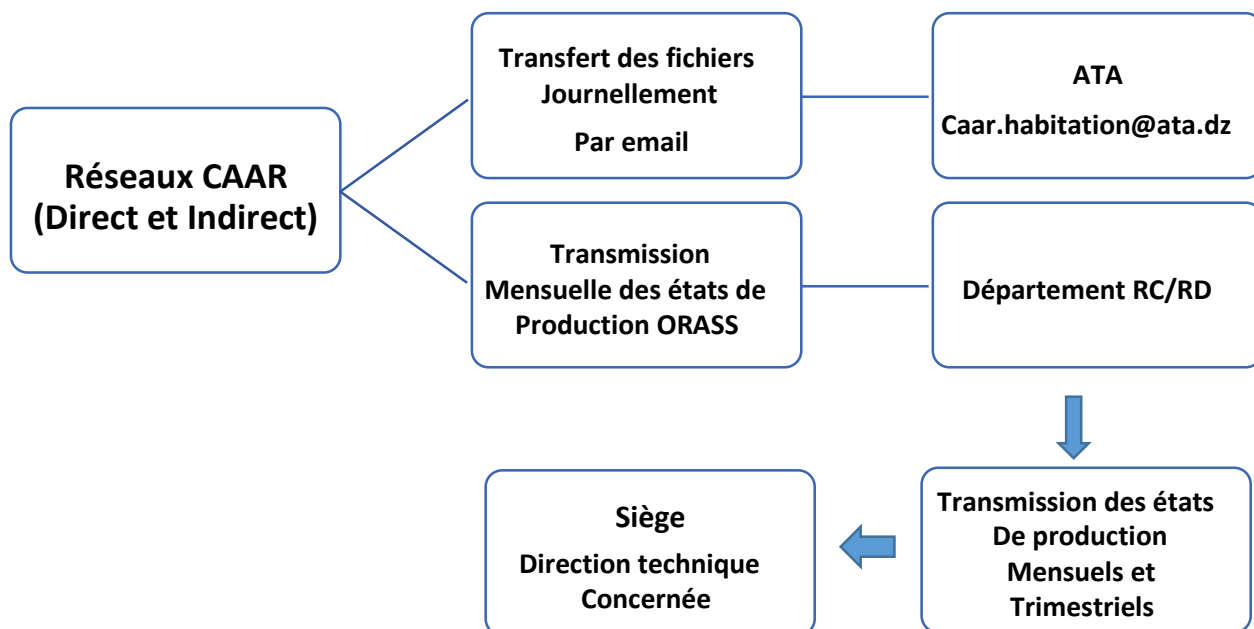 Réseaux CAAR
(Direct et Indirect)
Transfert des fichiers
Journellement
Par email
ATA
Caar.habitation@ata.dz
Transmission
Mensuelle des états de
Production ORASS
Département RC/RD
Transmission des états
De production
Mensuels et
Trimestriels
Siège
Direction technique
Concernée